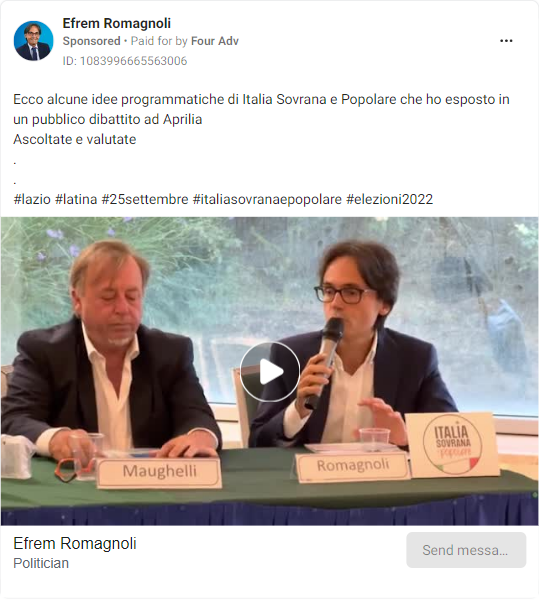 Efrem Romagnoli
Sponsored • Paid for by Four Adv
ID: 1083996665563006
Ecco alcune idee programmatiche di Italia Sovrana e Popolare che ho esposto in
un pubblico dibattito ad Aprilia
Ascoltate e valutate
.
.
#lazio #latina #25settembre #italiasovranaepopolare #elezioni2022
Maughelli
Romagnoli
ITALIA
SOVRANA
popolare
Efrem Romagnoli
Politician
Send messa...